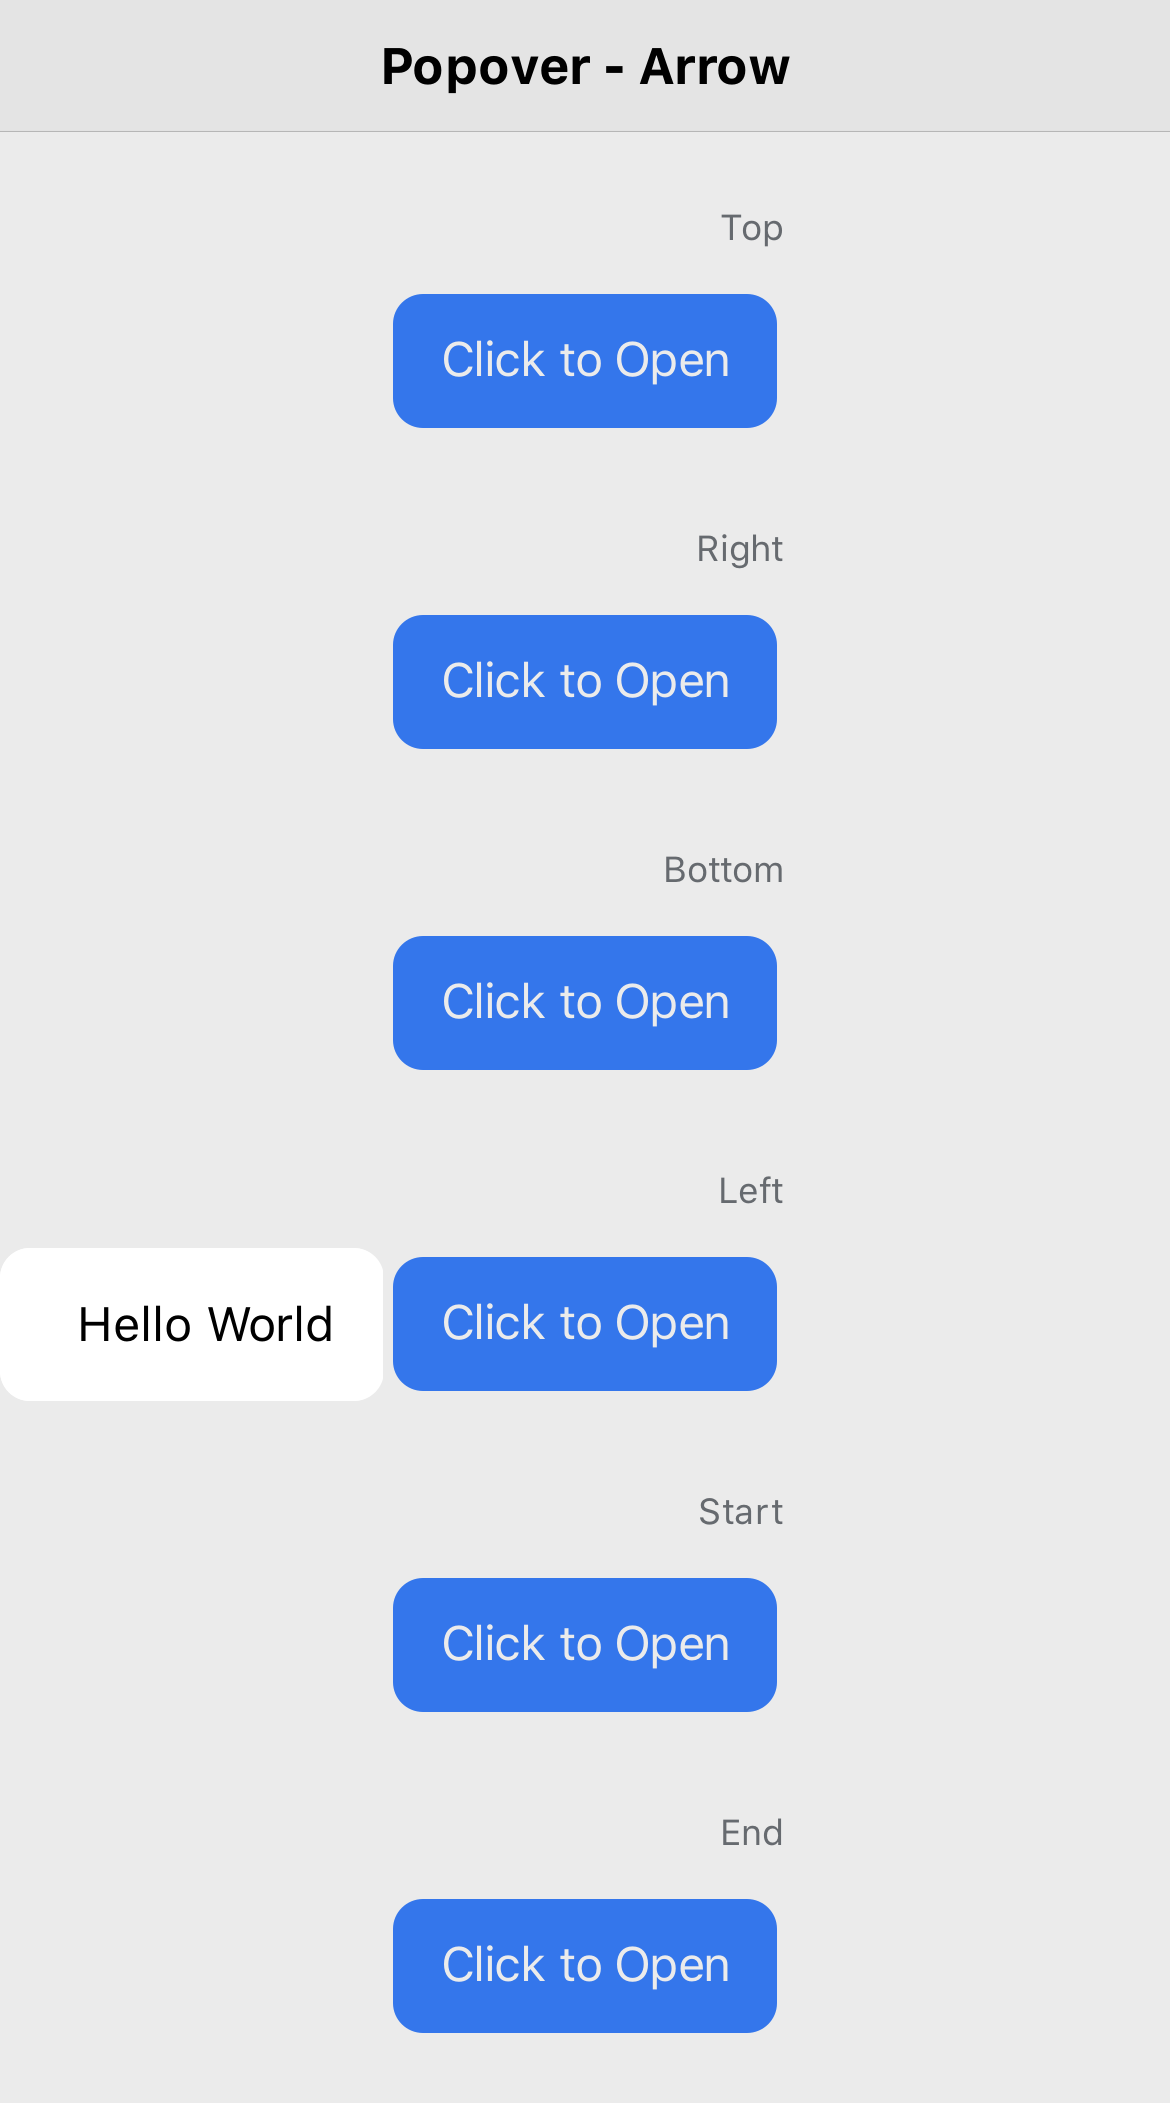 Popover - Arrow
Top
Click to Open
Right
Click to Open
Bottom
Click to Open
Left
Hello World
Click to Open
Start
Click to Open
End
Click to Open